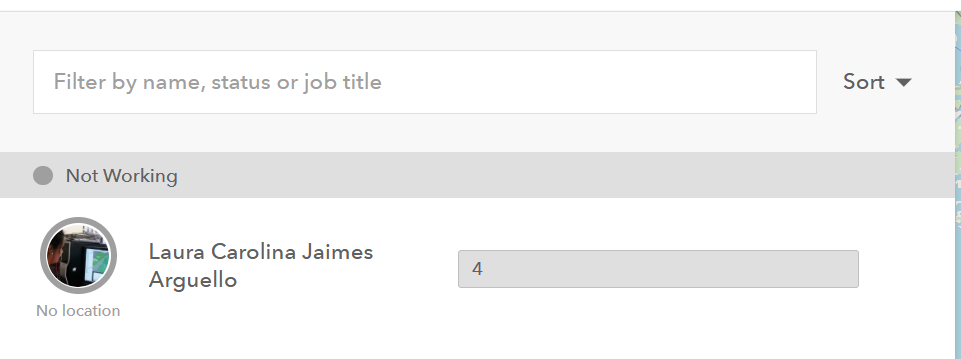 Filter by name, status or job title
Sort
Not Working
Laura Carolina Jaimes
Arguello
4
No location